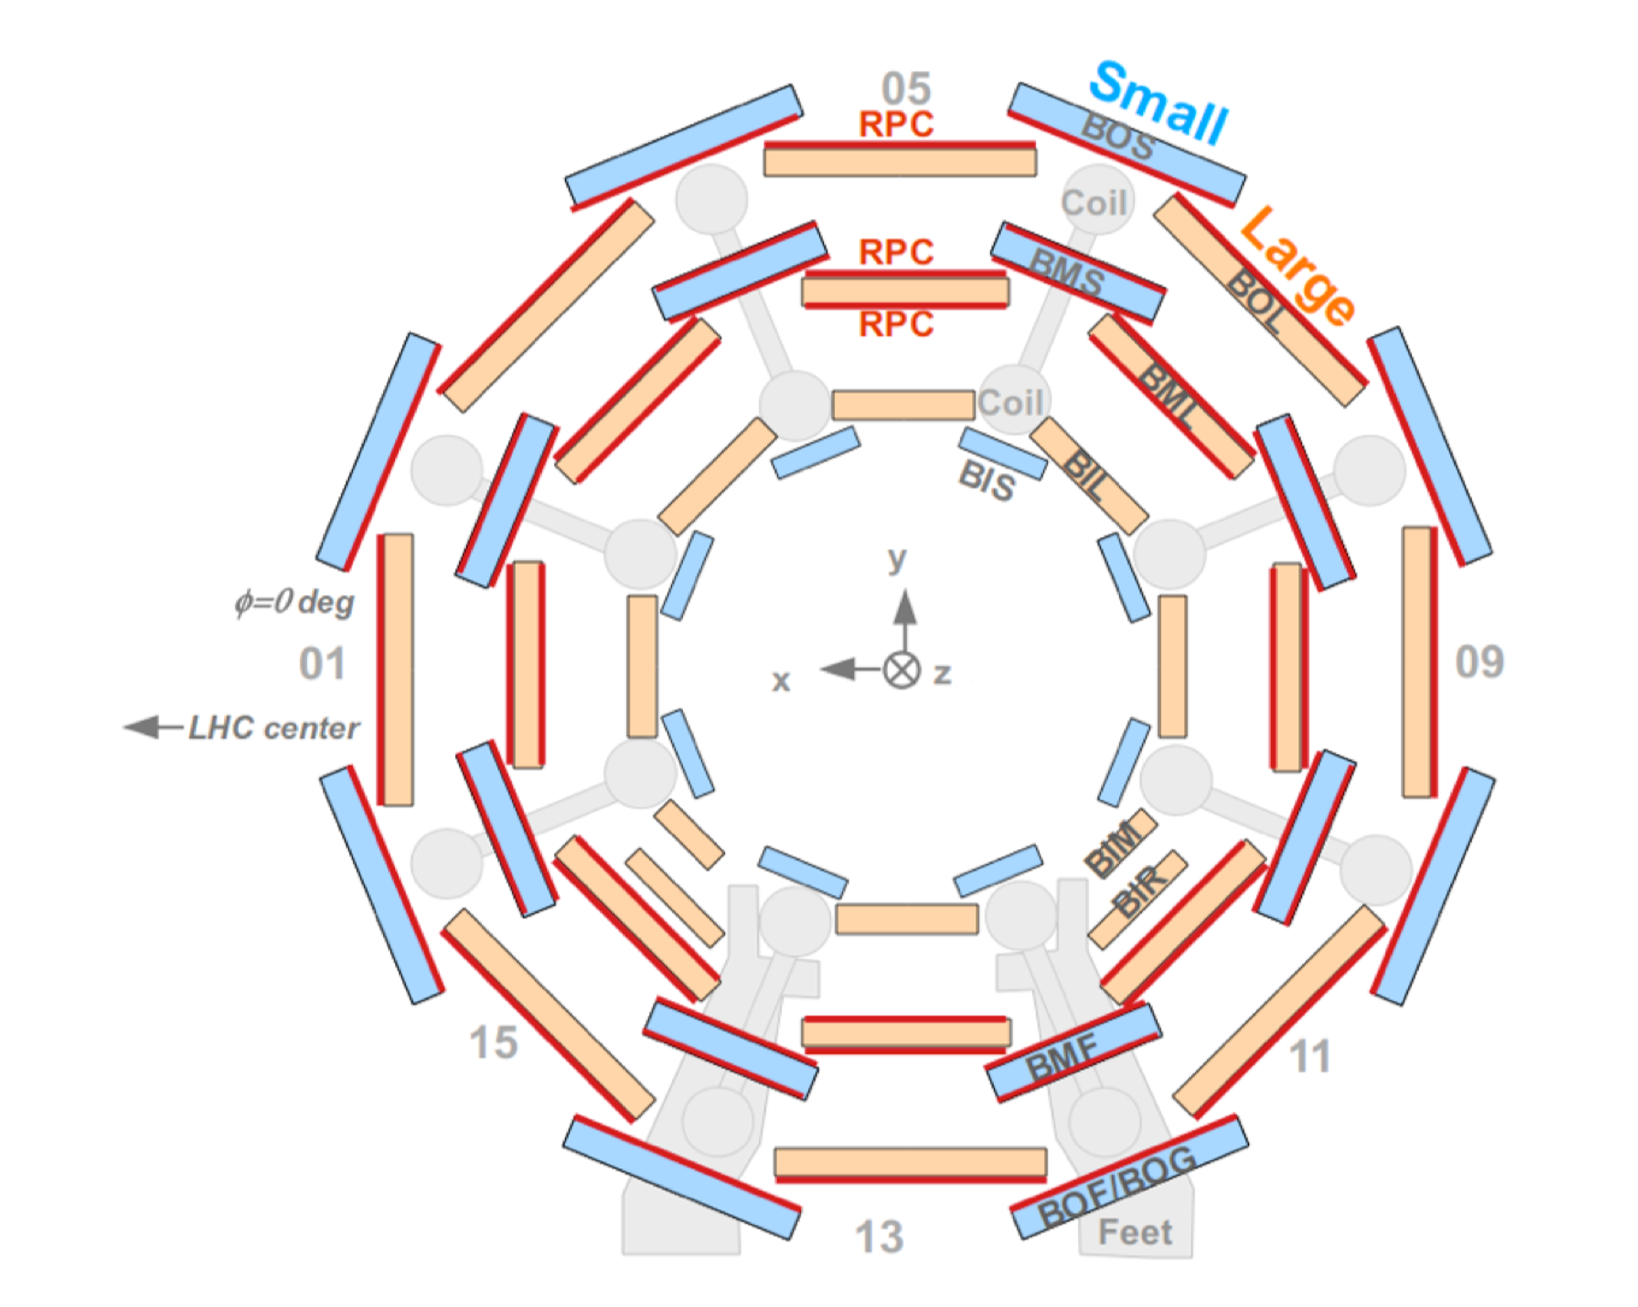 05
Small
RPC
BOS
Coil
Large
RPC
BMS
BOL
RPC
BML
Coil
BIS
BIL
y
ϕ=0 deg
01
09
x
z
LHC center
BIM
BIR
15
BMF
11
BOF/BOG
13
Feet